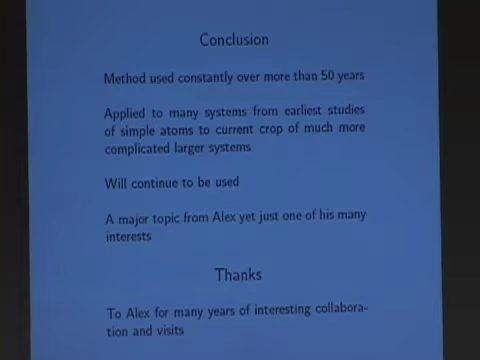 Conclusion
Method used constantly over more than 50 years
Applied to many systems from earliest studies
of simple atoms to current crop of much more
complicated larger systems
Will continue to be used
A major topic from Alex yet just one of his many
interests
Thanks
To Alex for many years of interesting collabora-
tion and visits